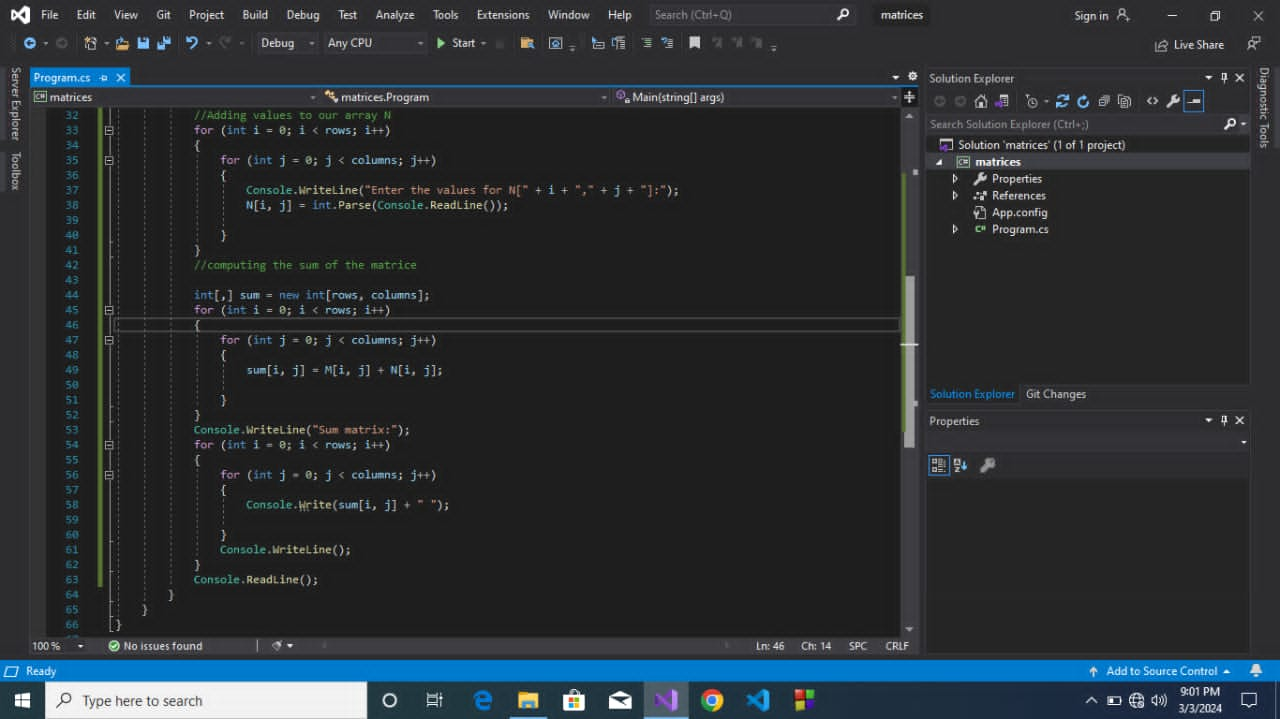 File Edit View Git Project Build Debug Test Analyze Tools Extensions Window Help Search (Ctrl+Q) matrices Sign in
Debug Any CPU Start Live Share
Server Explorer
Toolbox
Program.cs
matrices matrices.Program Main(string[] args)
32 //Adding values to our array N
33 for (int i = 0; i < rows; i++)
34 {
35 for (int j = 0; j < columns; j++)
36 {
37 Console.WriteLine("Enter the values for N[" + i + "," + j + "]:");
38 N[i, j] = int.Parse(Console.ReadLine());
39
40 }
41 }
42 //computing the sum of the matrice
43
44 int[,] sum = new int[rows, columns];
45 for (int i = 0; i < rows; i++)
46 {
47 for (int j = 0; j < columns; j++)
48 {
49 sum[i, j] = M[i, j] + N[i, j];
50
51 }
52 }
53 Console.WriteLine("Sum matrix:");
54 for (int i = 0; i < rows; i++)
55 {
56 for (int j = 0; j < columns; j++)
57 {
58 Console.Write(sum[i, j] + " ");
59
60 }
61 Console.WriteLine();
62 }
63 Console.ReadLine();
64 }
65 }
66 }
100 % No issues found Ln: 46 Ch: 14 SPC CRLF
Solution Explorer
Search Solution Explorer (Ctrl+;)
Solution 'matrices' (1 of 1 project)
matrices
Properties
References
App.config
Program.cs
Solution Explorer Git Changes
Properties
Diagnostic Tools
Ready Add to Source Control
Type here to search
9:01 PM
3/3/2024